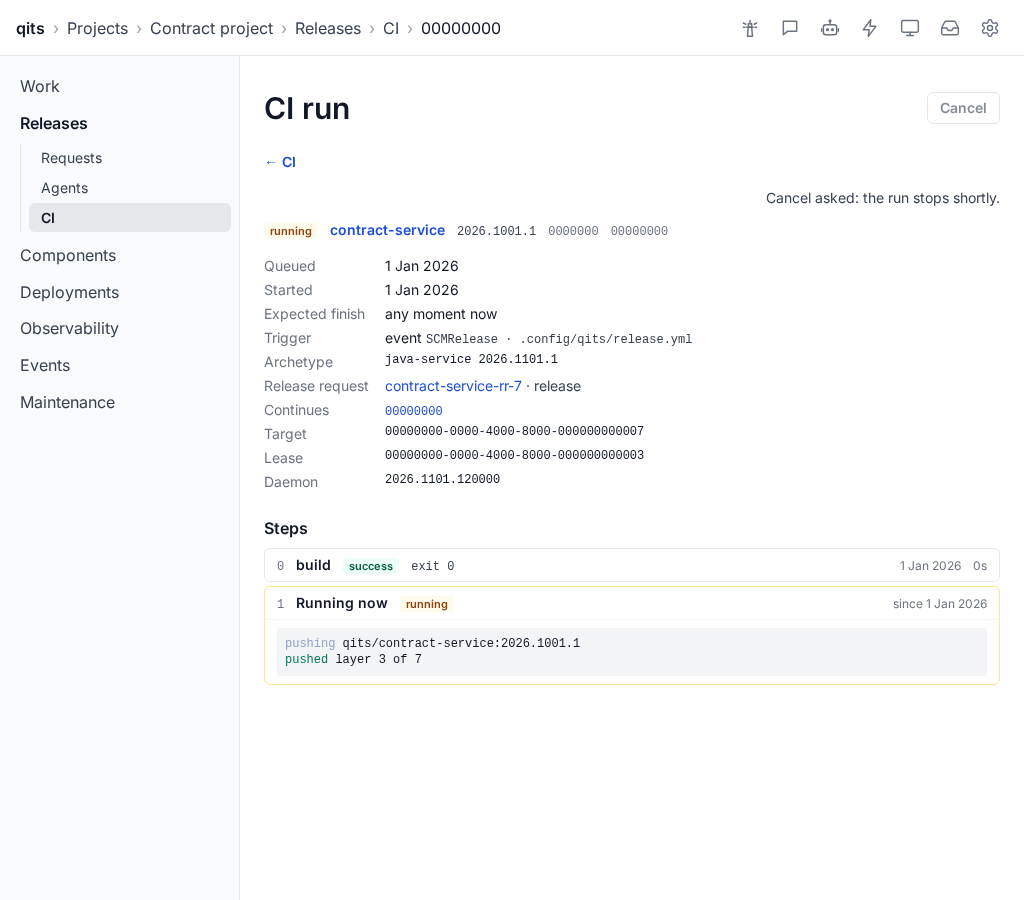 qits › Projects › Contract project › Releases › CI › 00000000
Work
Releases
Requests
Agents
CI
Components
Deployments
Observability
Events
Maintenance
CI run
Cancel
← CI
Cancel asked: the run stops shortly.
running contract-service 2026.1001.1 0000000 00000000
Queued 1 Jan 2026
Started 1 Jan 2026
Expected finish any moment now
Trigger event SCMRelease · .config/qits/release.yml
Archetype java-service 2026.1101.1
Release request contract-service-rr-7 · release
Continues 00000000
Target 00000000-0000-4000-8000-000000000007
Lease 00000000-0000-4000-8000-000000000003
Daemon 2026.1101.120000
Steps
0 build success exit 0 1 Jan 2026 0s
1 Running now running since 1 Jan 2026
pushing qits/contract-service:2026.1001.1
pushed layer 3 of 7